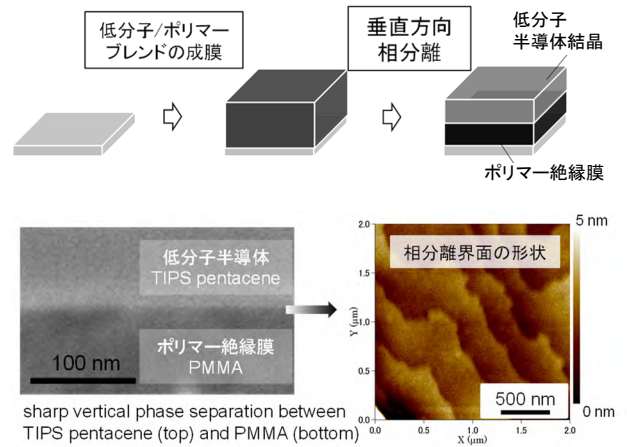 低分子/ポリマー
ブレンドの成膜
垂直方向
相分離
低分子
半導体結晶
ポリマー絶縁膜
低分子半導体
TIPS pentacene
ポリマー絶縁膜
PMMA
100 nm
sharp vertical phase separation between
TIPS pentacene (top) and PMMA (bottom)
相分離界面の形状
5 nm
0 nm
500 nm
2.0
1.5
1.0
0.5
0.0
Y (μm)
0.0 0.5 1.0 1.5 2.0
X (μm)